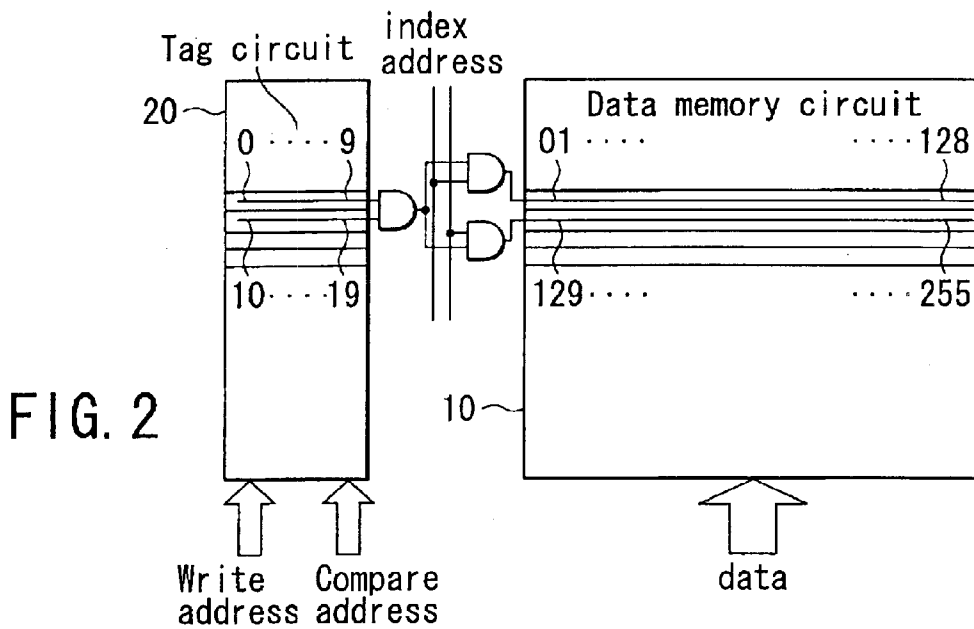 Tag circuit
index
address
20
Data memory circuit
0 ···· 9
01 ····
···· 128
10 ···· 19
129 ····
···· 255
10
FIG. 2
Write
address
Compare
address
data